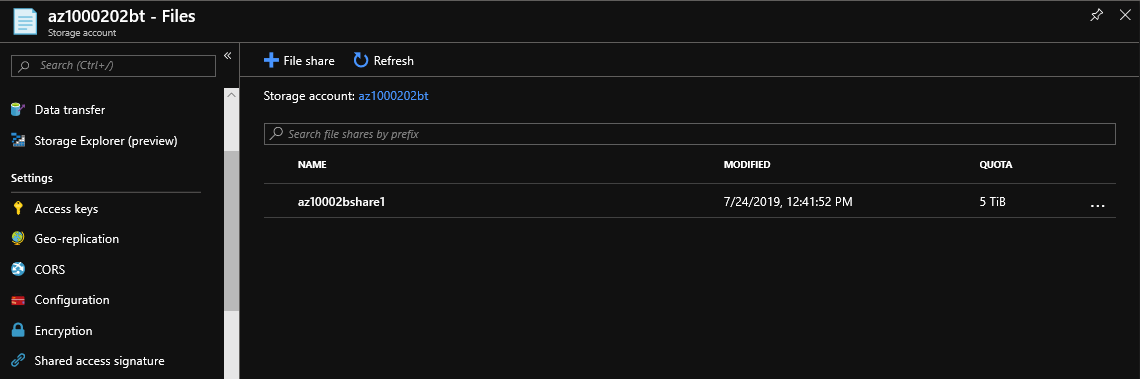 az1000202bt - Files
Storage account
Search (Ctrl+/)
«
Data transfer
Storage Explorer (preview)
Settings
Access keys
Geo-replication
CORS
Configuration
Encryption
Shared access signature
File share
Refresh
Storage account: az1000202bt
Search file shares by prefix
NAME MODIFIED QUOTA
az10002bshare1 7/24/2019, 12:41:52 PM 5 TiB ...